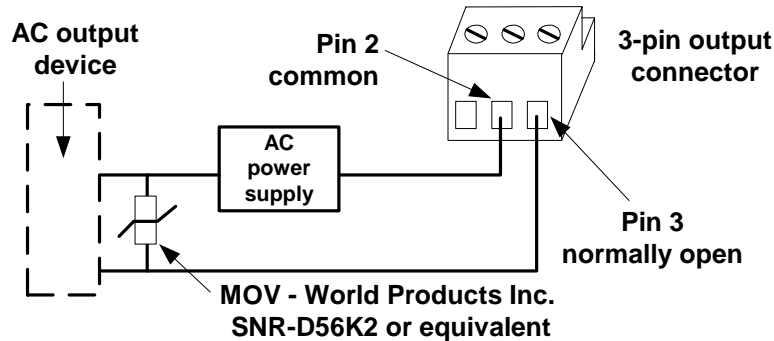 AC output
device
Pin 2
common
3-pin output
connector
AC
power
supply
Pin 3
normally open
MOV - World Products Inc.
SNR-D56K2 or equivalent